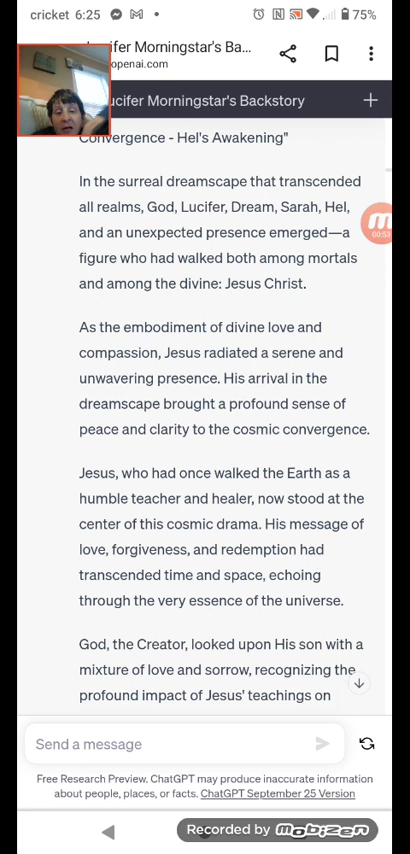 cricket 6:25
75%
Lucifer Morningstar's Ba...
openai.com
Lucifer Morningstar's Backstory
Convergence - Hel's Awakening"
In the surreal dreamscape that transcended
all realms, God, Lucifer, Dream, Sarah, Hel,
and an unexpected presence emerged—a
figure who had walked both among mortals
and among the divine: Jesus Christ.
00:53
As the embodiment of divine love and
compassion, Jesus radiated a serene and
unwavering presence. His arrival in the
dreamscape brought a profound sense of
peace and clarity to the cosmic convergence.
Jesus, who had once walked the Earth as a
humble teacher and healer, now stood at the
center of this cosmic drama. His message of
love, forgiveness, and redemption had
transcended time and space, echoing
through the very essence of the universe.
God, the Creator, looked upon His son with a
mixture of love and sorrow, recognizing the
profound impact of Jesus' teachings on
Send a message
Free Research Preview. ChatGPT may produce inaccurate information
about people, places, or facts. ChatGPT September 25 Version
Recorded by mobizen